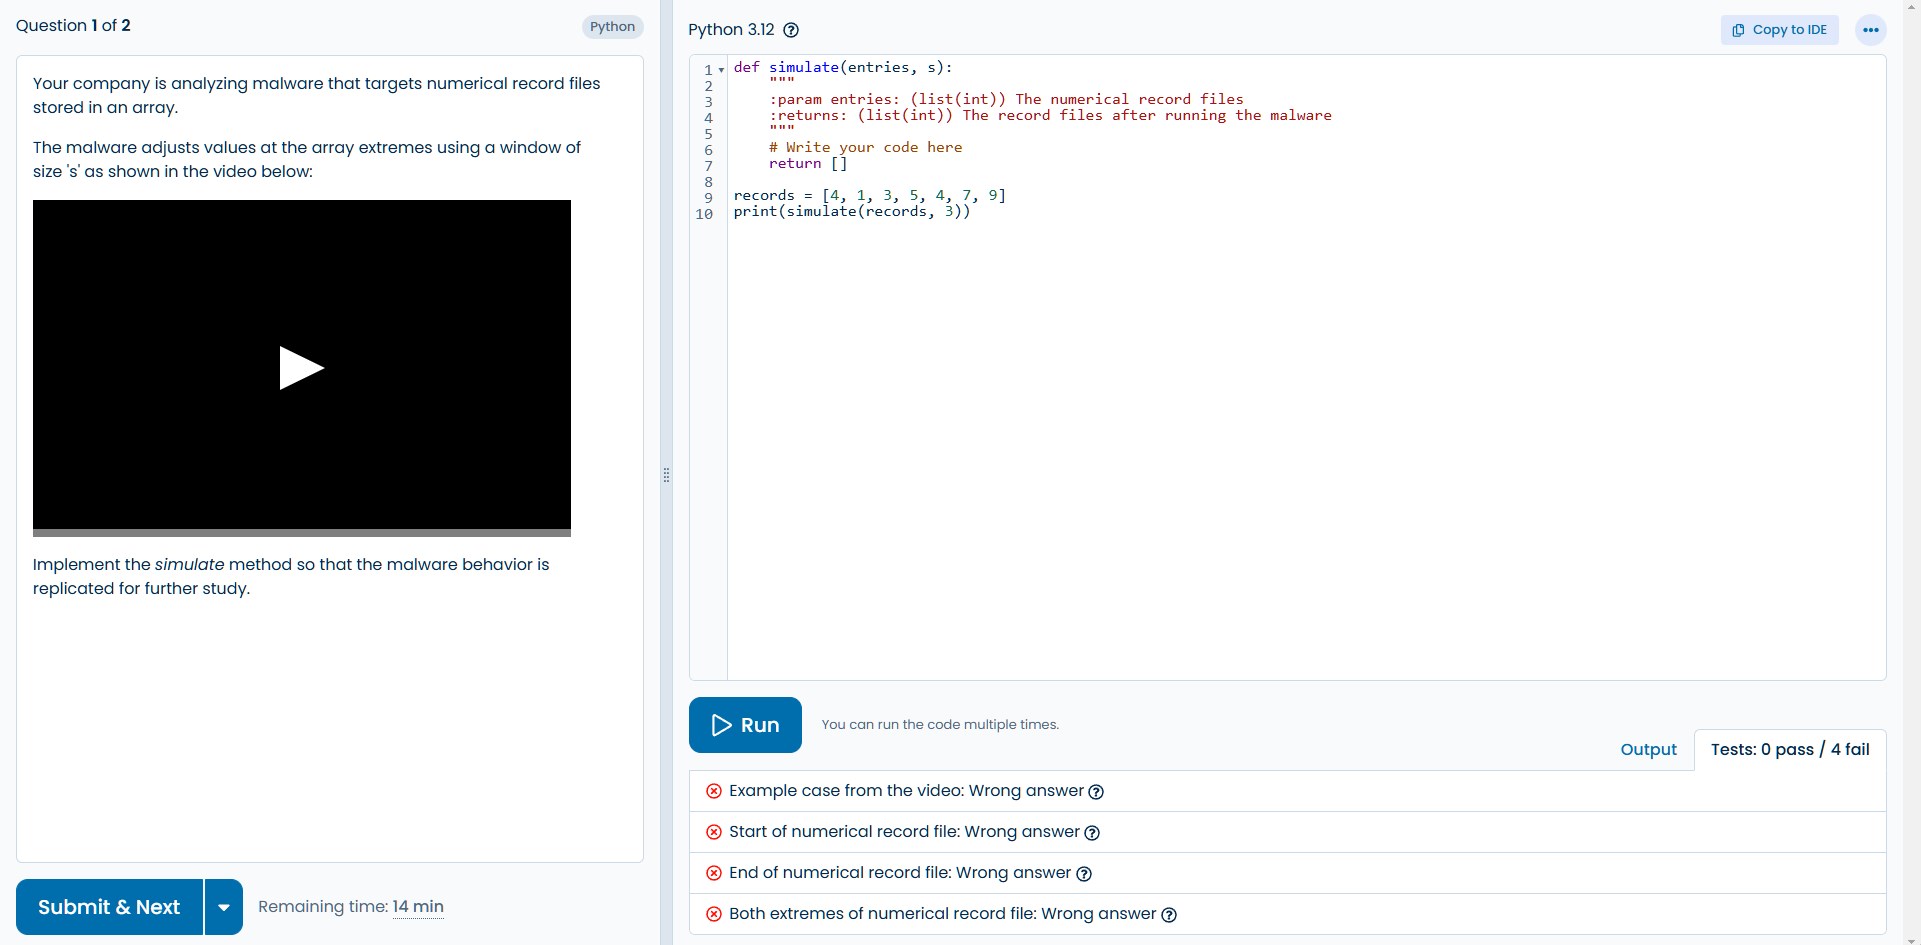 Question 1 of 2
Python
Your company is analyzing malware that targets numerical record files
stored in an array.
The malware adjusts values at the array extremes using a window of
size 's' as shown in the video below:
Implement the simulate method so that the malware behavior is
replicated for further study.
Submit & Next
Remaining time: 14 min
Python 3.12
Copy to IDE
1 def simulate(entries, s):
2 """
3 :param entries: (list(int)) The numerical record files
4 :returns: (list(int)) The record files after running the malware
5 """
6 # Write your code here
7 return []
8
9 records = [4, 1, 3, 5, 4, 7, 9]
10 print(simulate(records, 3))
Run
You can run the code multiple times.
Output
Tests: 0 pass / 4 fail
Example case from the video: Wrong answer
Start of numerical record file: Wrong answer
End of numerical record file: Wrong answer
Both extremes of numerical record file: Wrong answer